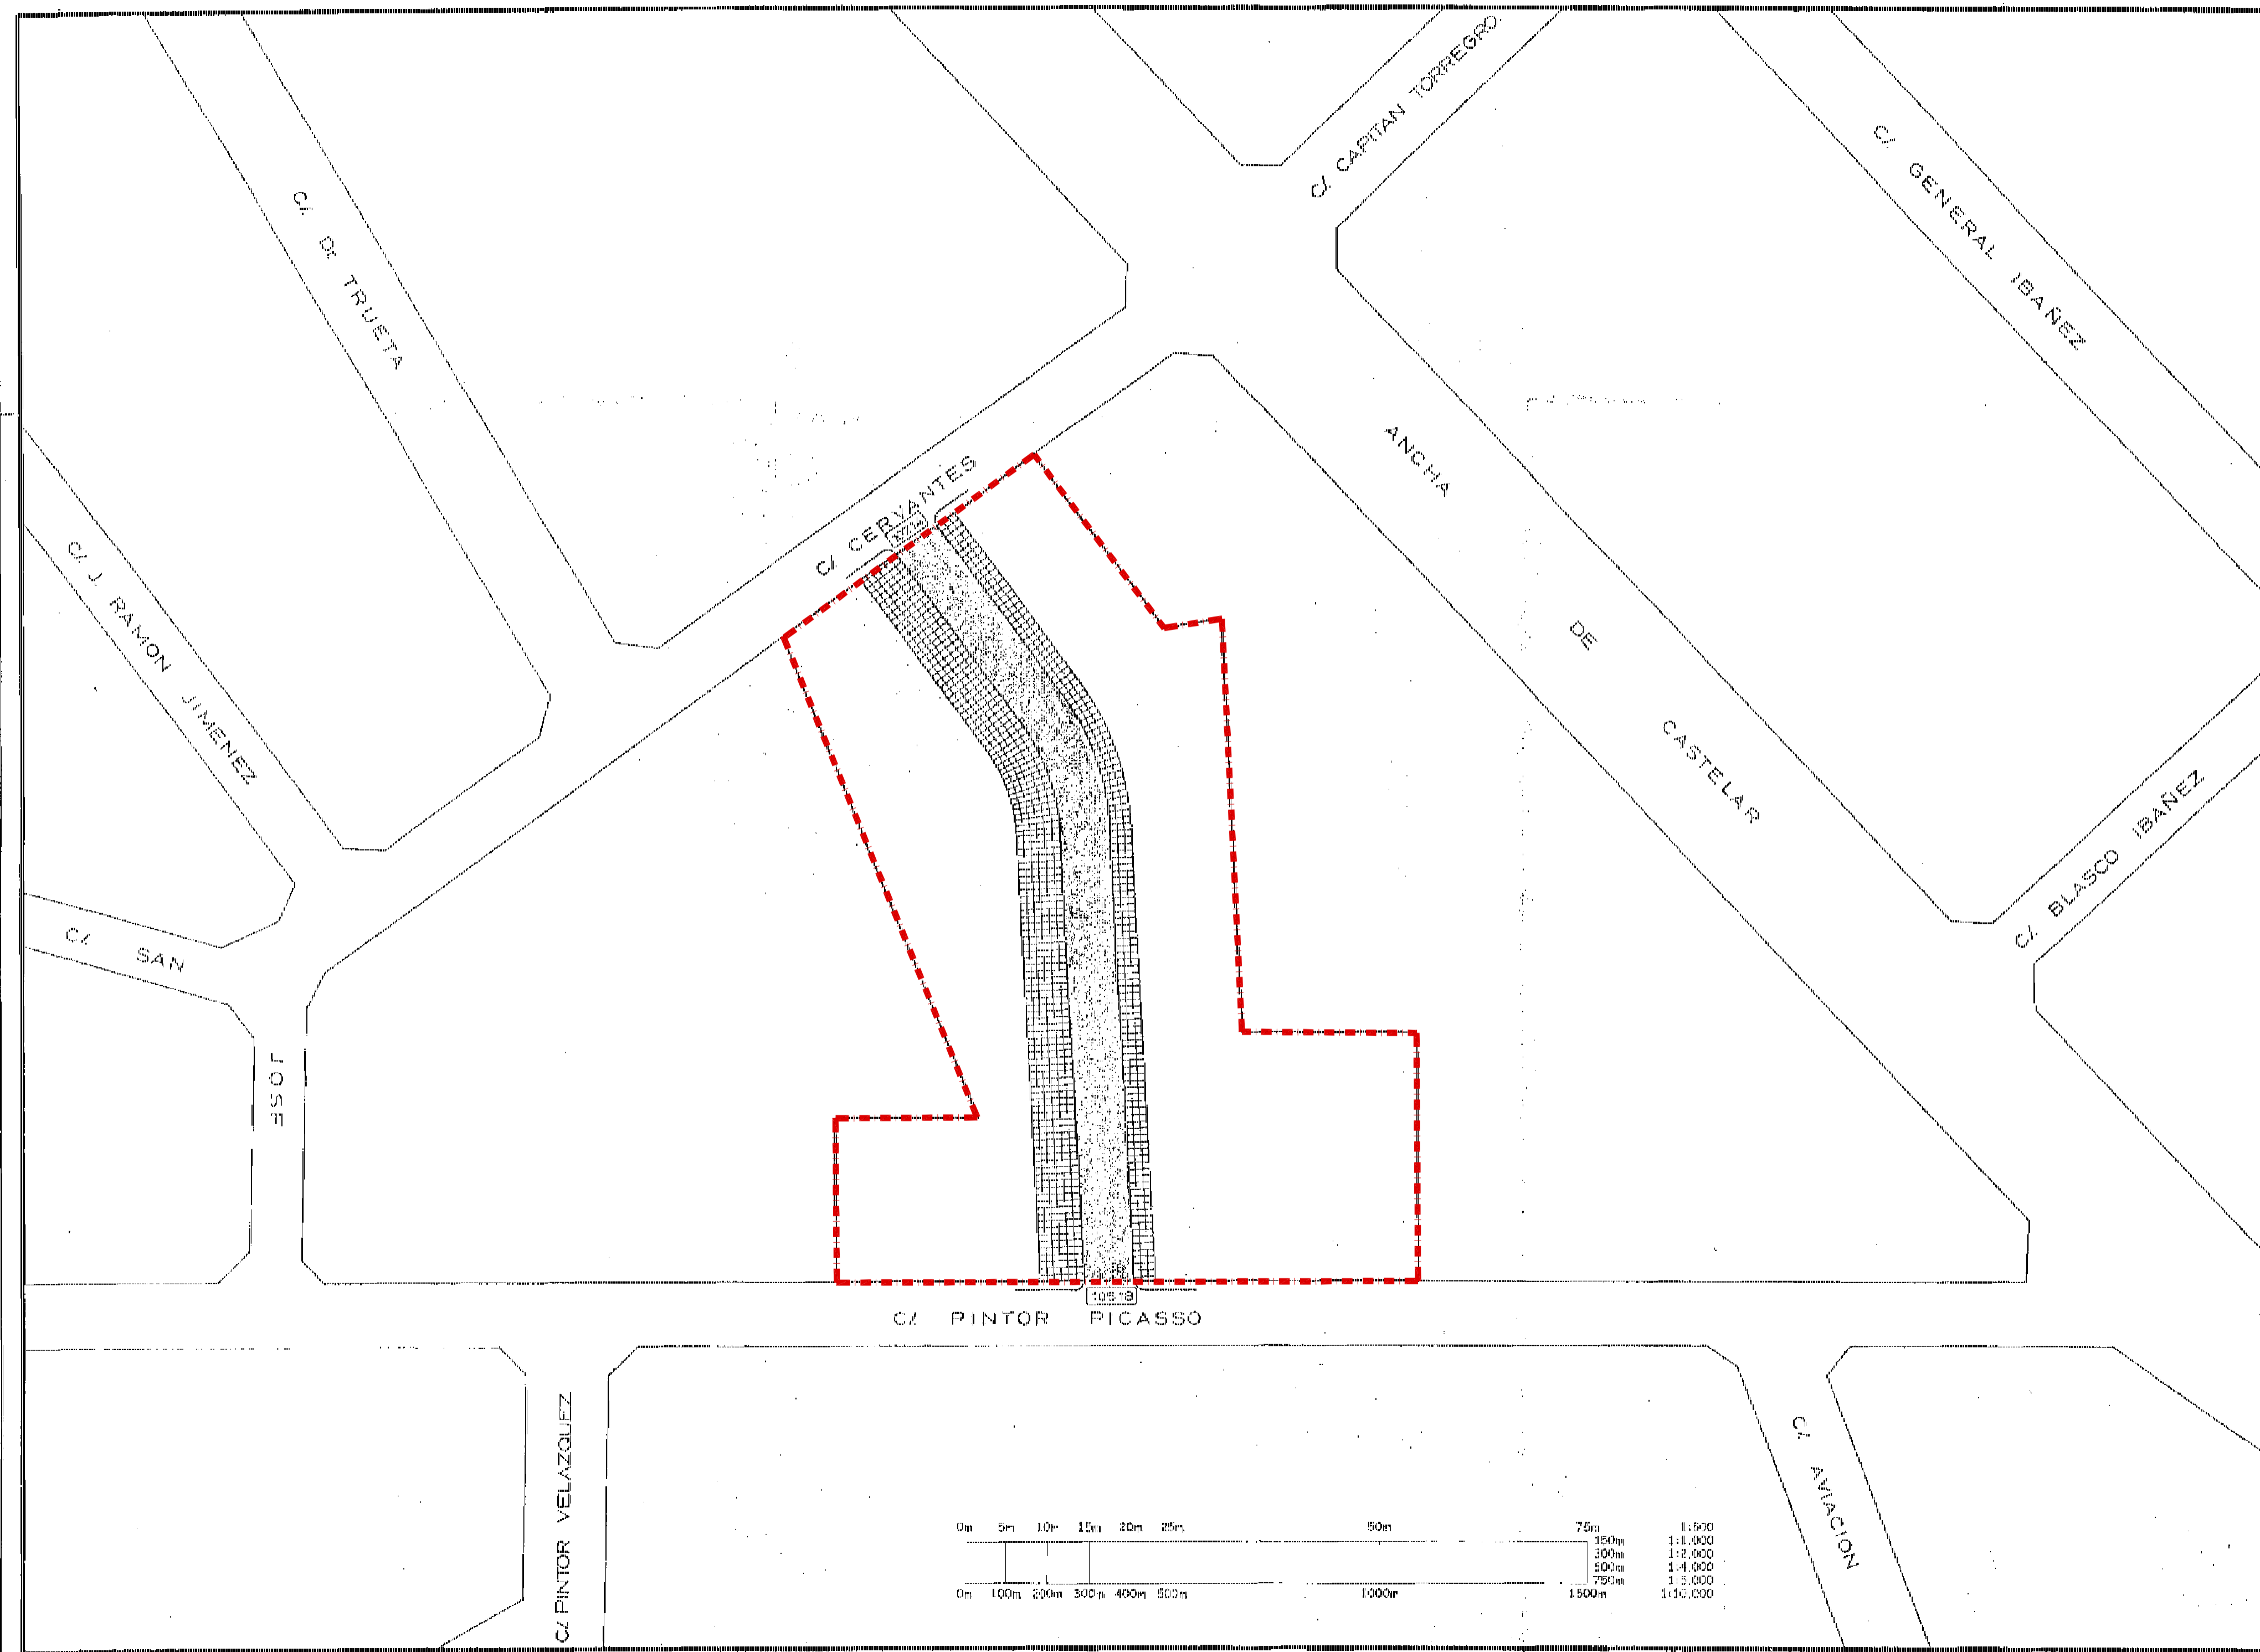 C/. CAPITAN TORREGRO.
C/ GENERAL IBAÑEZ
C/. Dr. TRUETA
ANCHA
DE
CASTELAR
C/ CERVANTES
C/. J. RAMON JIMENEZ
C/. BLASCO IBAÑEZ
C/. SAN
JOSE
105.18
C/. PINTOR PICASSO
C/ PINTOR VELAZQUEZ
C/. AVIACION
0m 5m 10m 15m 20m 25m 50m 75m 1:500
150m 1:1.000
300m 1:2.000
500m 1:4.000
750m 1:5.000
0m 100m 200m 300m 400m 500m 1000m 1500m 1:10.000